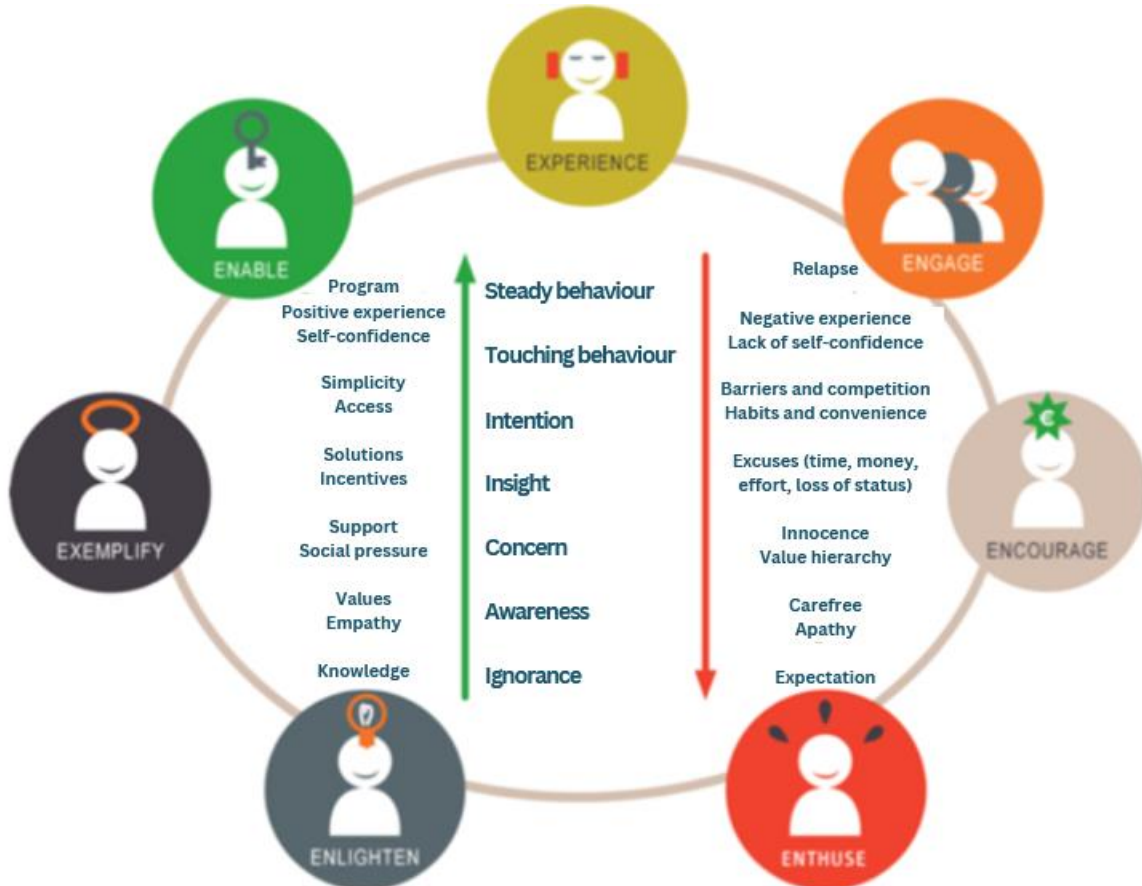 EXPERIENCE
ENABLE
ENGAGE
Program
Positive experience
Self-confidence
Simplicity
Access
Solutions
Incentives
Support
Social pressure
Values
Empathy
Knowledge
Steady behaviour
Touching behaviour
Intention
Insight
Concern
Awareness
Ignorance
Relapse
Negative experience
Lack of self-confidence
Barriers and competition
Habits and convenience
Excuses (time, money,
effort, loss of status)
Innocence
Value hierarchy
Carefree
Apathy
Expectation
EXEMPLIFY
€
ENCOURAGE
ENLIGHTEN
ENTHUSE